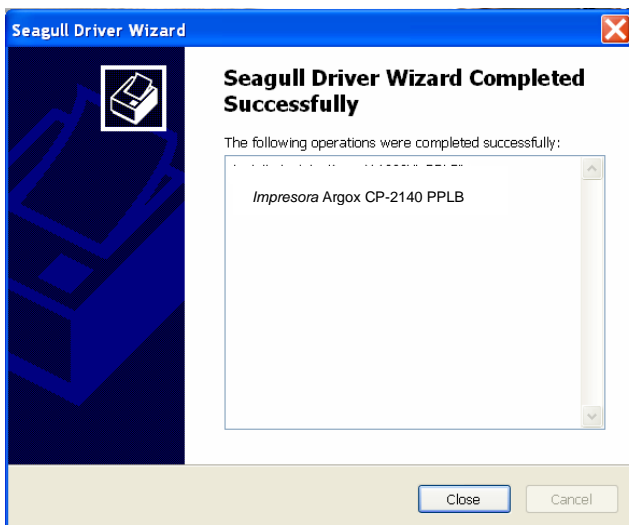 Seagull Driver Wizard
Seagull Driver Wizard Completed
Successfully
The following operations were completed successfully:
Impresora Argox CP-2140 PPLB
Close
Cancel